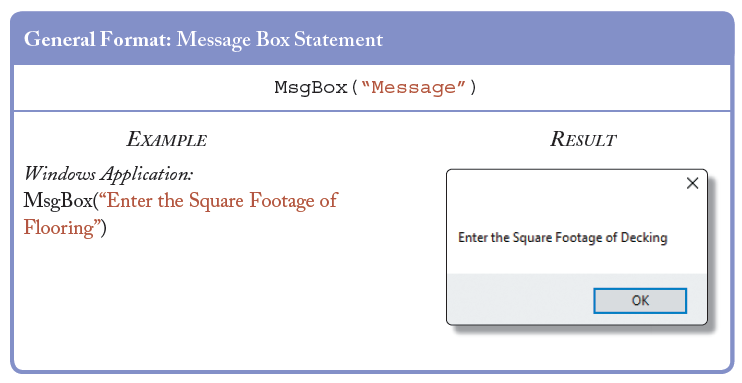 General Format: Message Box Statement
MsgBox(“Message”)
EXAMPLE
Windows Application:
MsgBox(“Enter the Square Footage of
Flooring”)
RESULT
Enter the Square Footage of Decking
OK